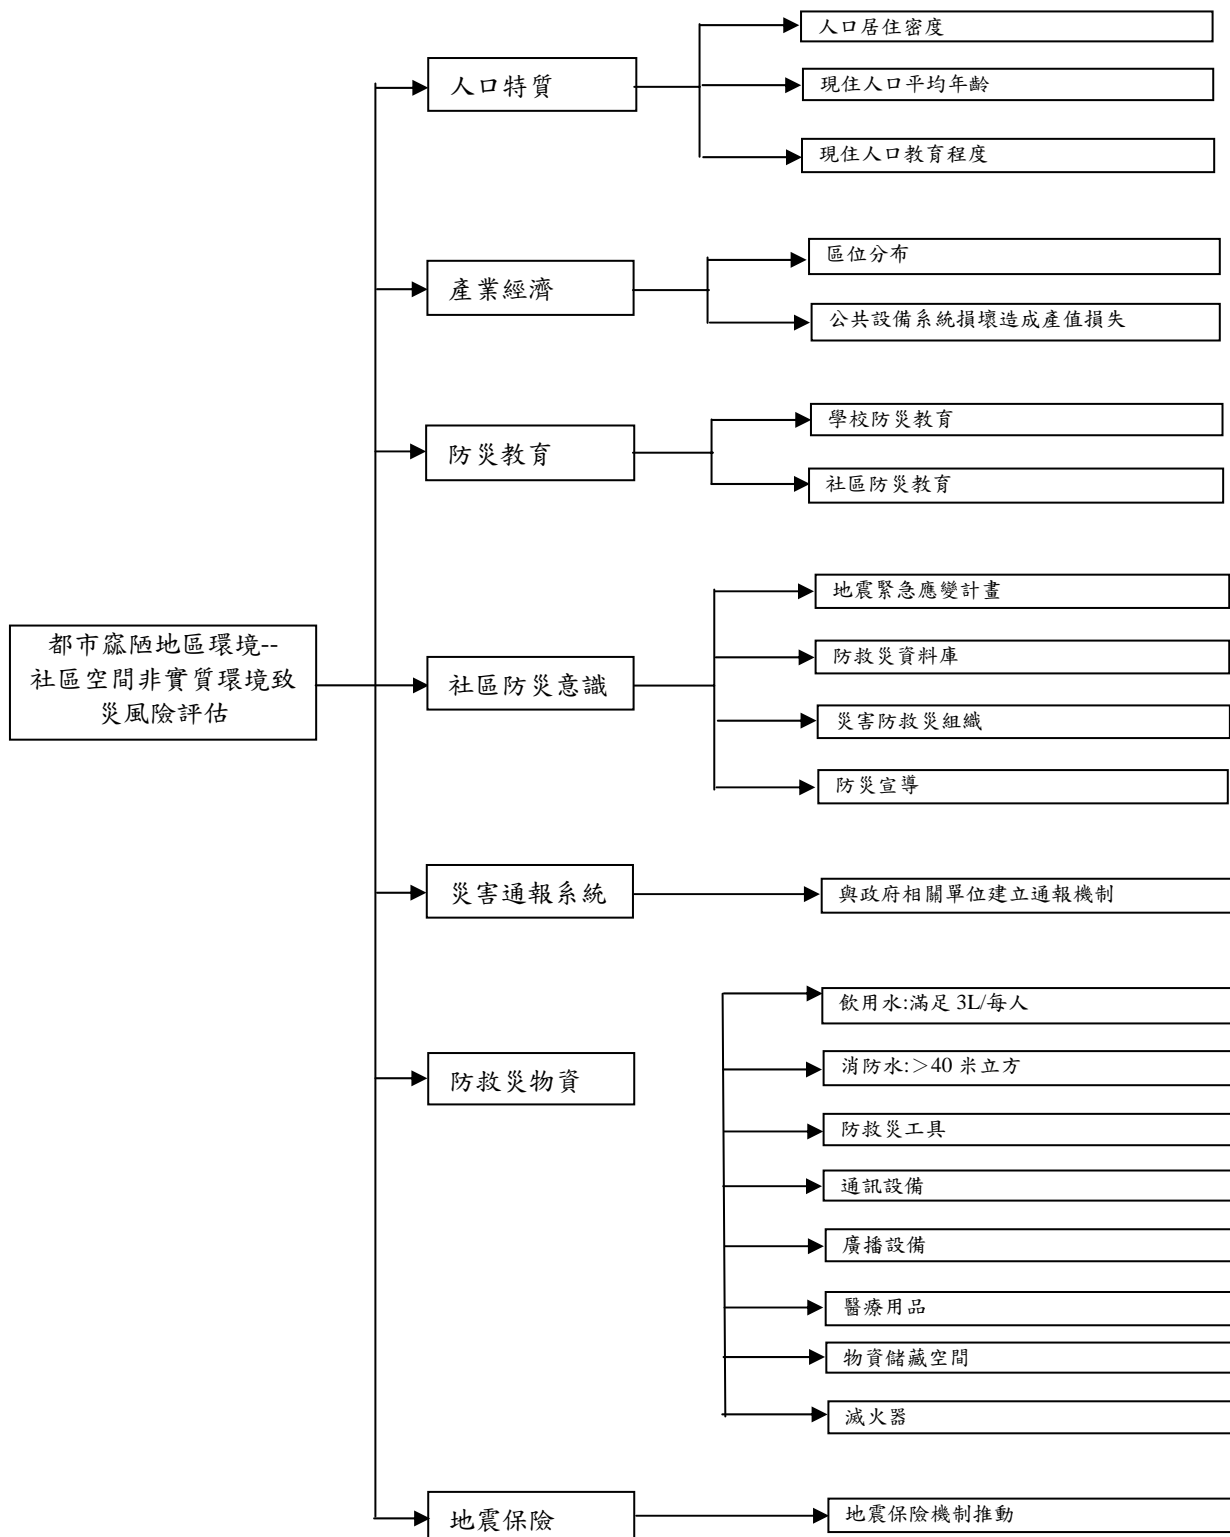 人口居住密度
人口特質
現住人口平均年齡
現住人口教育程度
區位分布
產業經濟
公共設備系統損壞造成產值損失
學校防災教育
防災教育
社區防災教育
地震緊急應變計畫
都市窳陋地區環境--
社區空間非實質環境致
災風險評估
防救災資料庫
社區防災意識
災害防救災組織
防災宣導
災害通報系統
與政府相關單位建立通報機制
飲用水:滿足 3L/每人
消防水:＞40 米立方
防救災物資
防救災工具
通訊設備
廣播設備
醫療用品
物資儲藏空間
滅火器
地震保險
地震保險機制推動